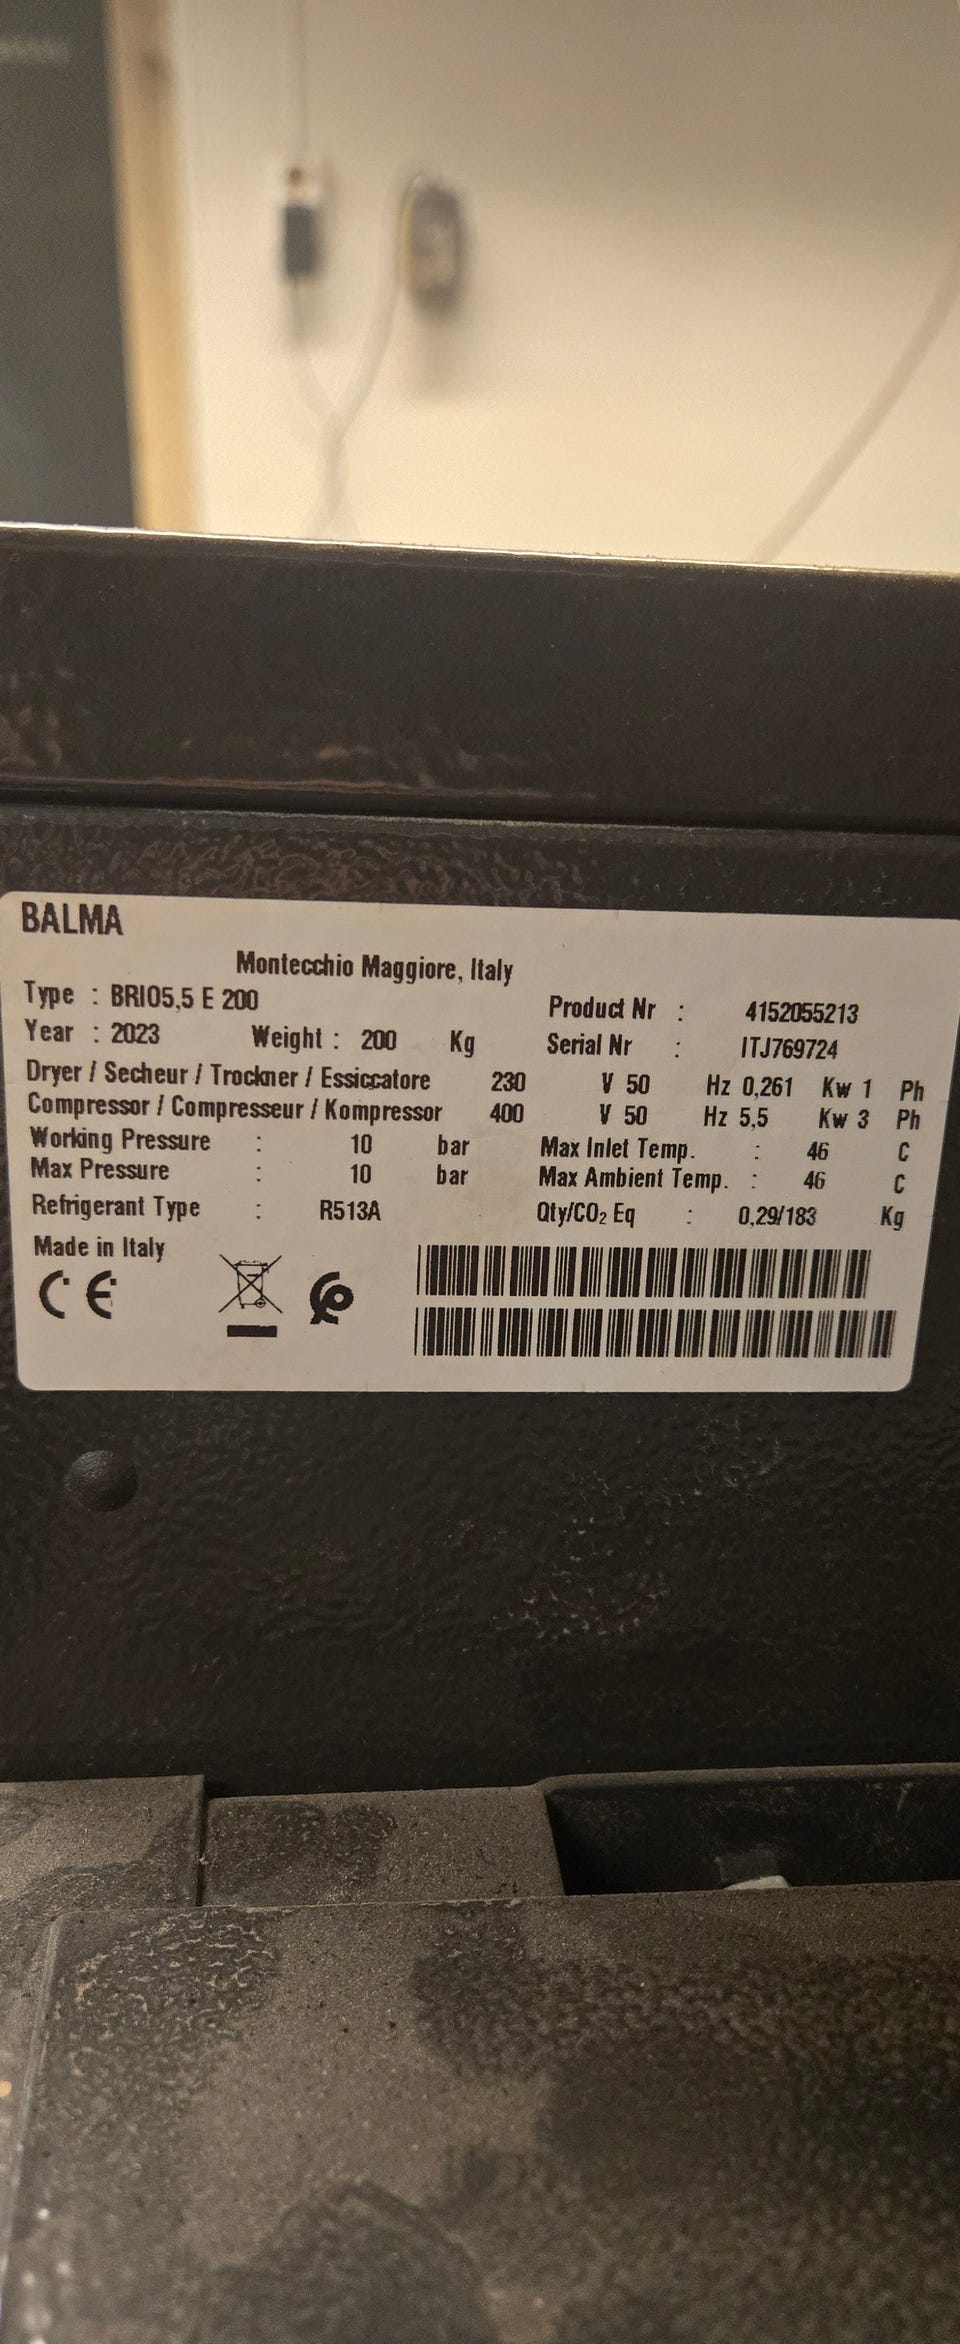 BALMA
Montecchio Maggiore, Italy
Type : BRIO5,5 E 200 Product Nr : 4152055213
Year : 2023 Weight : 200 Kg Serial Nr : ITJ769724
Dryer / Secheur / Trockner / Essiccatore 230 V 50 Hz 0,261 Kw 1 Ph
Compressor / Compresseur / Kompressor 400 V 50 Hz 5,5 Kw 3 Ph
Working Pressure : 10 bar Max Inlet Temp. : 46 C
Max Pressure : 10 bar Max Ambient Temp. : 46 C
Refrigerant Type : R513A Qty/CO₂ Eq : 0,29/183 Kg
Made in Italy
CE